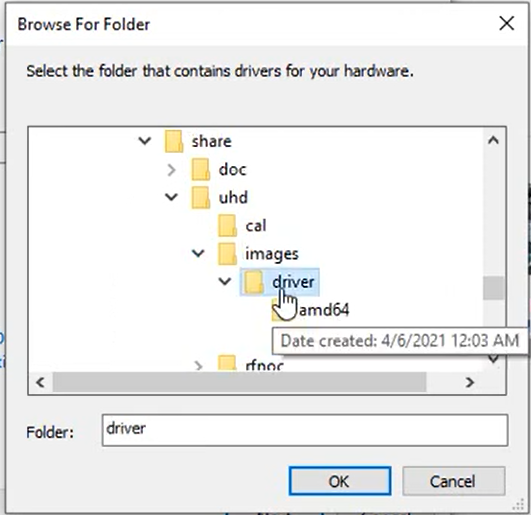 Browse For Folder
Select the folder that contains drivers for your hardware.
share
doc
uhd
cal
images
driver
amd64
Date created: 4/6/2021 12:03 AM
rfnoc
Folder: driver
OK Cancel